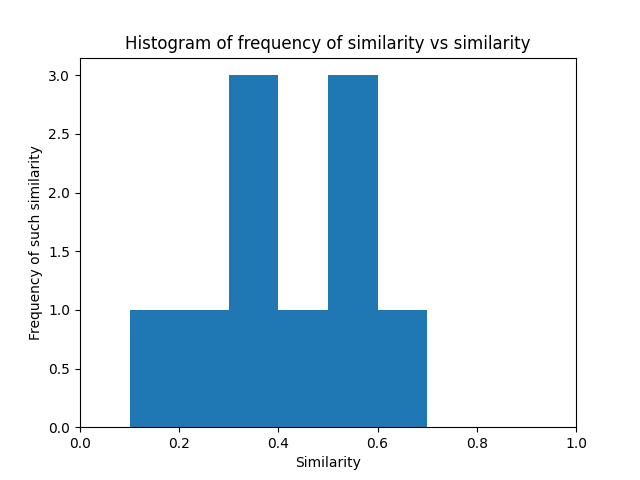 Histogram of frequency of similarity vs similarity
3.0
2.5
2.0
1.5
1.0
0.5
0.0
Frequency of such similarity
0.0 0.2 0.4 0.6 0.8 1.0
Similarity